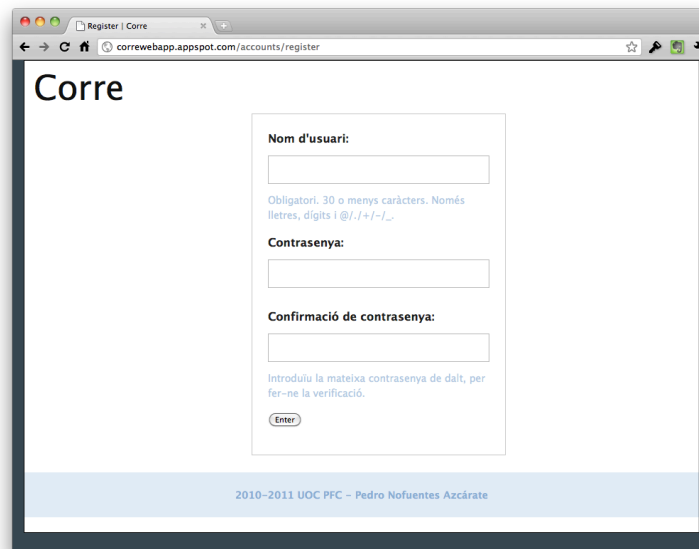 Register | Corre
correwebapp.appspot.com/accounts/register
Corre
Nom d'usuari:
Obligatori. 30 o menys caràcters. Només
lletres, dígits i @/./+/-/_.
Contrasenya:
Confirmació de contrasenya:
Introduïu la mateixa contrasenya de dalt, per
fer-ne la verificació.
Enter
2010-2011 UOC PFC - Pedro Nofuentes Azcárate